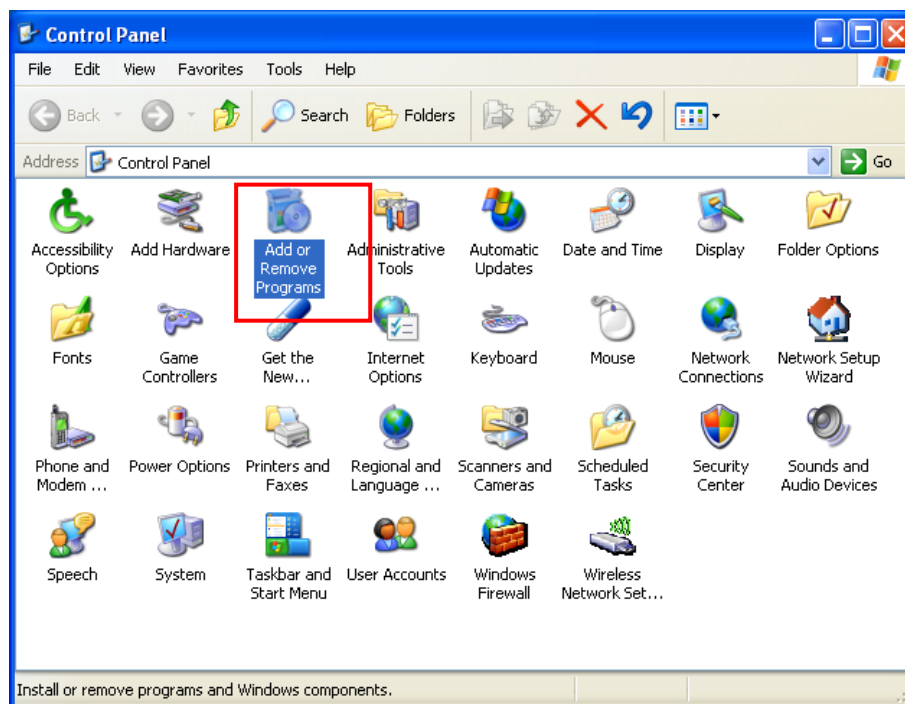 Control Panel
File Edit View Favorites Tools Help
Back Search Folders
Address Control Panel Go
Accessibility Options
Add Hardware
Add or Remove Programs
Administrative Tools
Automatic Updates
Date and Time
Display
Folder Options
Fonts
Game Controllers
Get the New...
Internet Options
Keyboard
Mouse
Network Connections
Network Setup Wizard
Phone and Modem ...
Power Options
Printers and Faxes
Regional and Language ...
Scanners and Cameras
Scheduled Tasks
Security Center
Sounds and Audio Devices
Speech
System
Taskbar and Start Menu
User Accounts
Windows Firewall
Wireless Network Set...
Install or remove programs and Windows components.